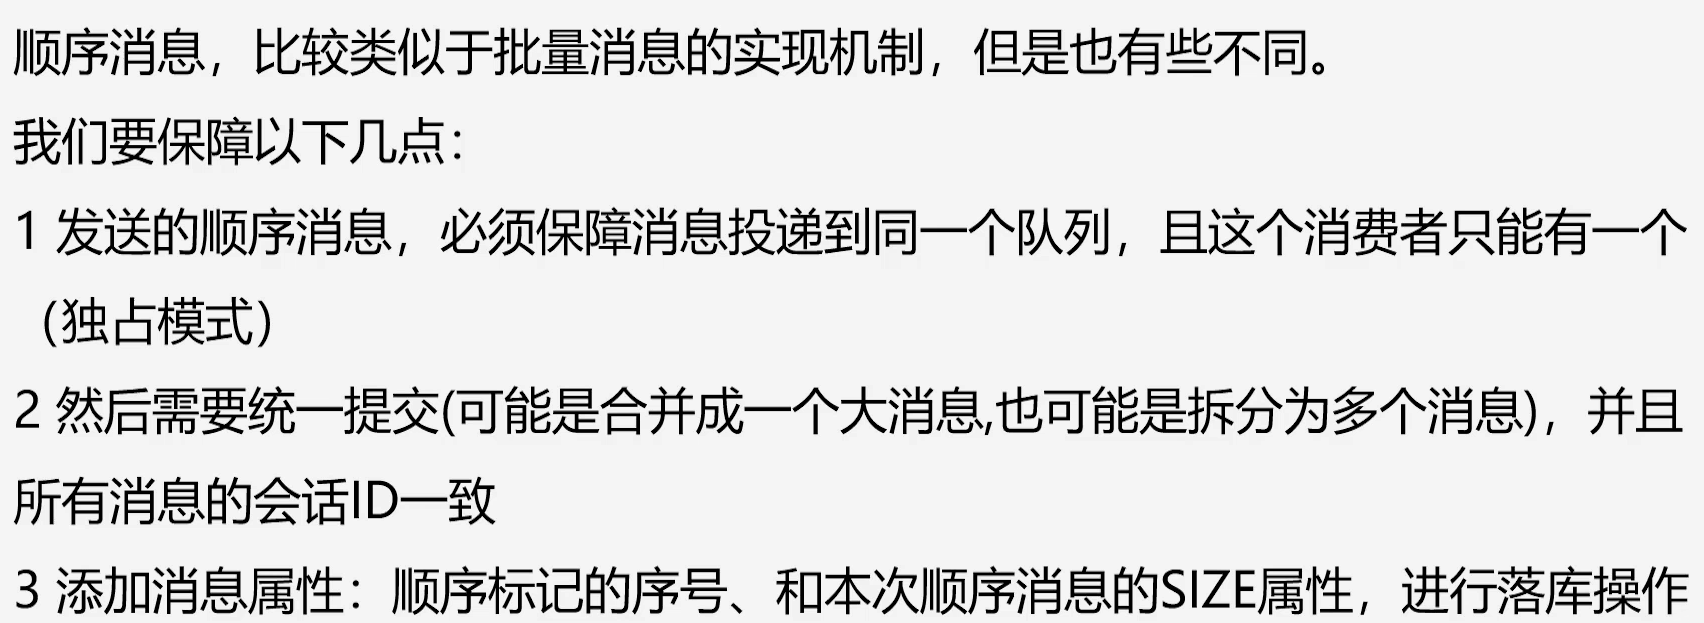 顺序消息，比较类似于批量消息的实现机制，但是也有些不同。
我们要保障以下几点：
1 发送的顺序消息，必须保障消息投递到同一个队列，且这个消费者只能有一个
（独占模式）
2 然后需要统一提交(可能是合并成一个大消息,也可能是拆分为多个消息)，并且
所有消息的会话ID一致
3 添加消息属性：顺序标记的序号、和本次顺序消息的SIZE属性，进行落库操作